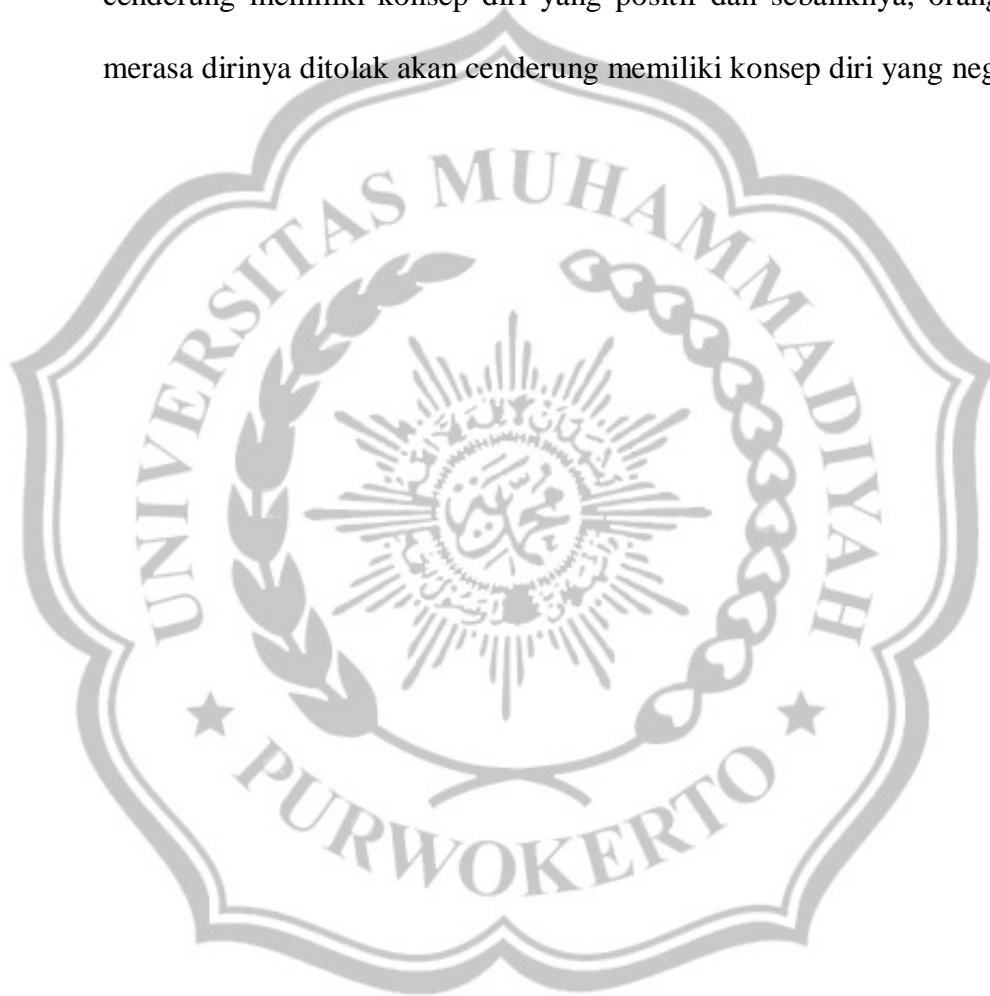 cenderung memiliki konsep diri yang positif dan sebaliknya, orang
merasa dirinya ditolak akan cenderung memiliki konsep diri yang neg
UNIVERSITAS MUHAMMADIYAH
PURWOKERTO